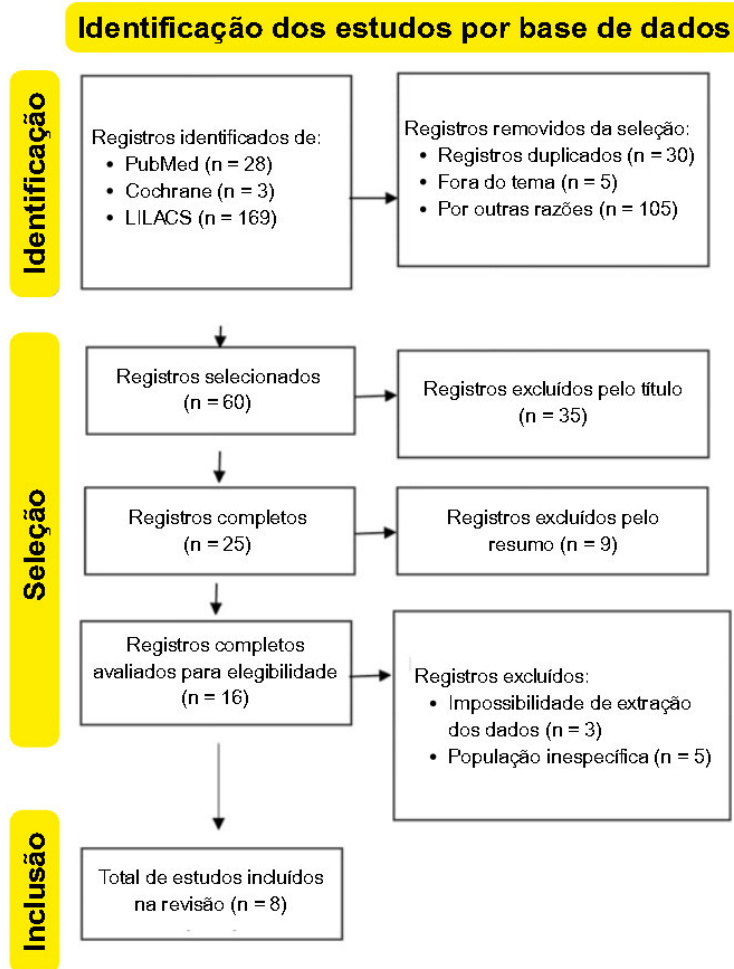 Identificação dos estudos por base de dados
Identificação
Registros identificados de:
• PubMed (n = 28)
• Cochrane (n = 3)
• LILACS (n = 169)
Registros removidos da seleção:
• Registros duplicados (n = 30)
• Fora do tema (n = 5)
• Por outras razões (n = 105)
Seleção
Registros selecionados
(n = 60)
Registros excluídos pelo título
(n = 35)
Registros completos
(n = 25)
Registros excluídos pelo
resumo (n = 9)
Registros completos
avaliados para elegibilidade
(n = 16)
Registros excluídos:
• Impossibilidade de extração
dos dados (n = 3)
• População inespecífica (n = 5)
Inclusão
Total de estudos incluídos
na revisão (n = 8)